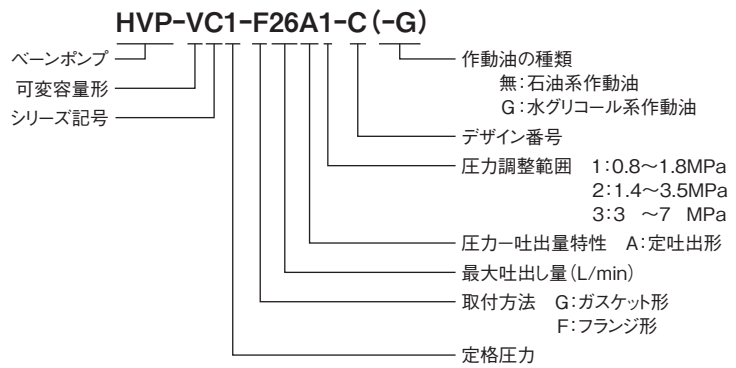 HVP-VC1-F26A1-C(-G)
ベーンポンプ
可変容量形
シリーズ記号
作動油の種類
無:石油系作動油
G:水グリコール系作動油
デザイン番号
圧力調整範囲 1:0.8～1.8MPa
2:1.4～3.5MPa
3:3 ～7 MPa
圧力ー吐出量特性 A:定吐出形
最大吐出し量(L/min)
取付方法 G:ガスケット形
F:フランジ形
定格圧力